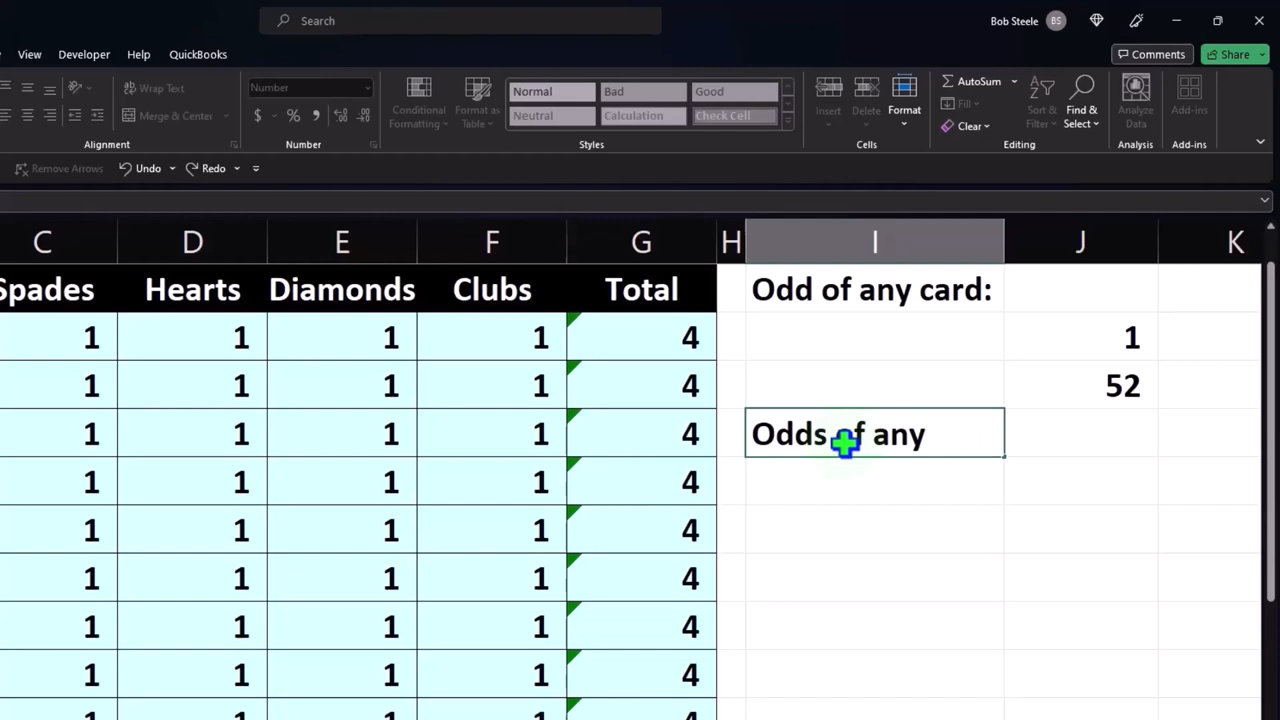 Search
Bob Steele BS
View Developer Help QuickBooks
Comments Share
Wrap Text
Merge & Center
Alignment
Number
$ % ,
Number
Conditional Formatting
Format as Table
Normal Bad Good
Neutral Calculation Check Cell
Styles
Insert Delete Format
Cells
AutoSum
Fill
Clear
Sort & Filter
Find & Select
Editing
Analyze Data
Analysis
Add-ins
Add-ins
Remove Arrows Undo Redo
C D E F G H I J K
Spades Hearts Diamonds Clubs Total Odd of any card:
1 1 1 1 4 1
1 1 1 1 4 52
1 1 1 1 4 Odds of any
1 1 1 1 4
1 1 1 1 4
1 1 1 1 4
1 1 1 1 4
1 1 1 1 4
1 1 1 1 4